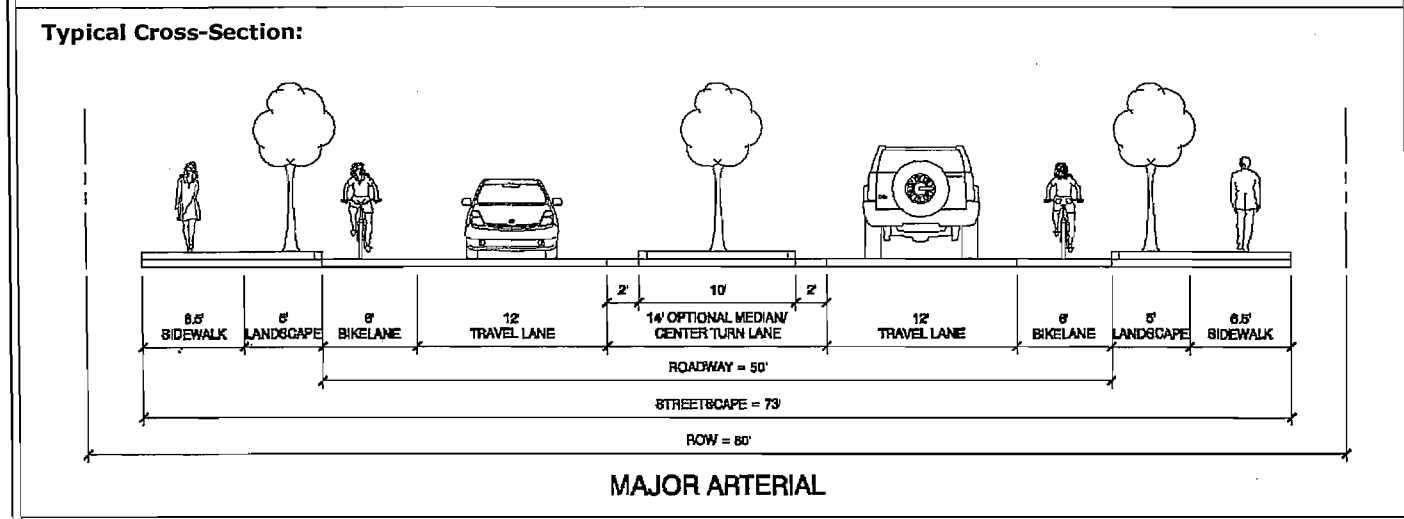 Typical Cross-Section:
2' 10' 2'
6.5' 5' 6' 12' 14' OPTIONAL MEDIAN/ 12' 6' 5' 6.5'
SIDEWALK LANDSCAPE BIKELANE TRAVEL LANE CENTER TURN LANE TRAVEL LANE BIKELANE LANDSCAPE SIDEWALK
ROADWAY = 50'
STREETSCAPE = 73'
ROW = 80'
MAJOR ARTERIAL